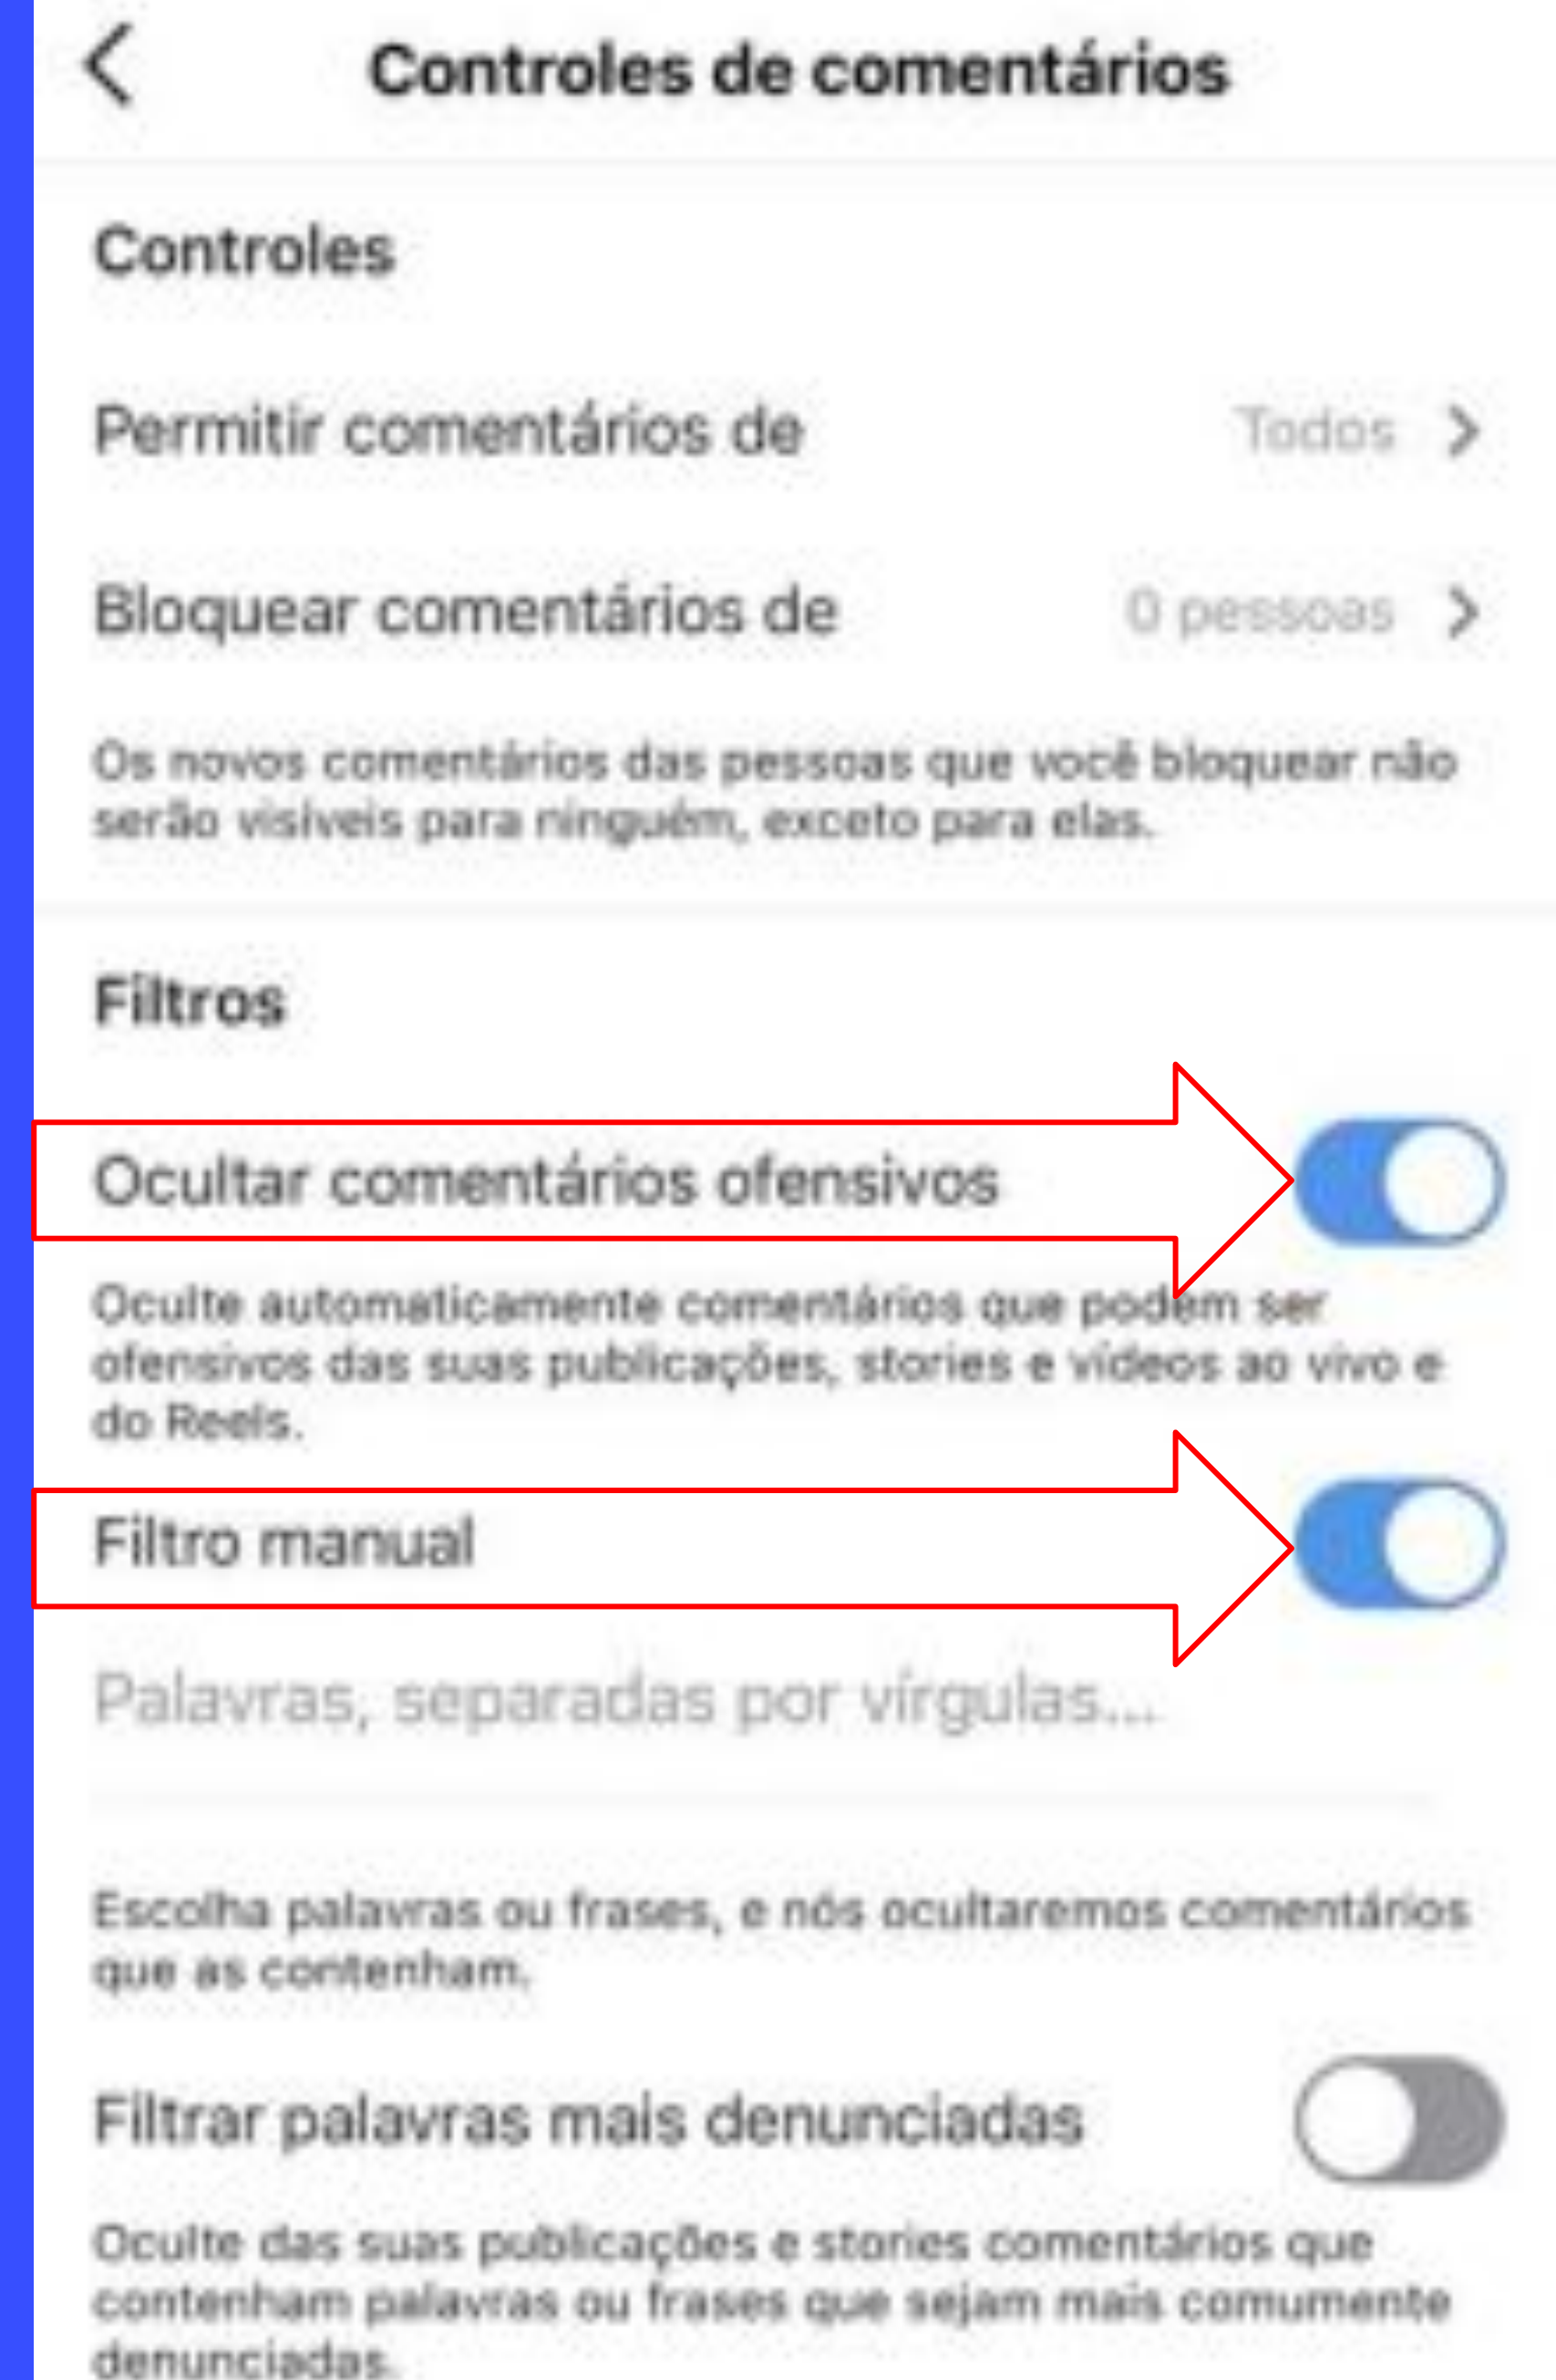 Controles de comentários
Controles
Permitir comentários de Todos
Bloquear comentários de 0 pessoas
Os novos comentários das pessoas que você bloquear não
serão visíveis para ninguém, exceto para elas.
Filtros
Ocultar comentários ofensivos
Oculte automaticamente comentários que podem ser
ofensivos das suas publicações, stories e vídeos ao vivo e
do Reels.
Filtro manual
Palavras, separadas por vírgulas...
Escolha palavras ou frases, e nós ocultaremos comentários
que as contenham.
Filtrar palavras mais denunciadas
Oculte das suas publicações e stories comentários que
contenham palavras ou frases que sejam mais comumente
denunciadas.